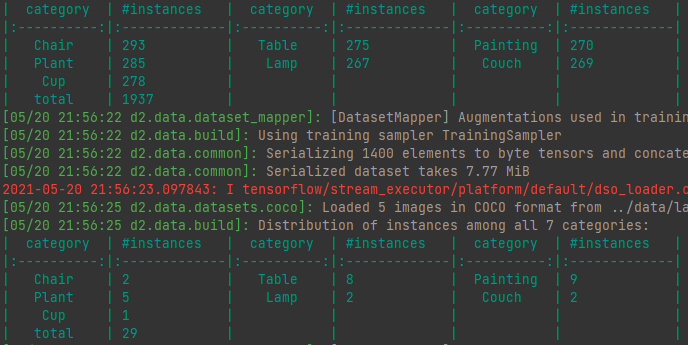 |  category  | #instances  |  category  | #instances  |  category  | #instances  |
|:----------:|:------------|:----------:|:------------|:----------:|:------------|
|   Chair    | 293         |   Table    | 275         |  Painting  | 270         |
|   Plant    | 285         |    Lamp    | 267         |   Couch    | 269         |
|    Cup     | 278         |            |             |            |             |
|   total    | 1937        |            |             |            |             |
[05/20 21:56:22 d2.data.dataset_mapper]: [DatasetMapper] Augmentations used in trainin
[05/20 21:56:22 d2.data.build]: Using training sampler TrainingSampler
[05/20 21:56:22 d2.data.common]: Serializing 1400 elements to byte tensors and concate
[05/20 21:56:22 d2.data.common]: Serialized dataset takes 7.77 MiB
2021-05-20 21:56:23.097843: I tensorflow/stream_executor/platform/default/dso_loader.c
[05/20 21:56:25 d2.data.datasets.coco]: Loaded 5 images in COCO format from ../data/la
[05/20 21:56:25 d2.data.build]: Distribution of instances among all 7 categories:
|  category  | #instances  |  category  | #instances  |  category  | #instances  |
|:----------:|:------------|:----------:|:------------|:----------:|:------------|
|   Chair    | 2           |   Table    | 8           |  Painting  | 9           |
|   Plant    | 5           |    Lamp    | 2           |   Couch    | 2           |
|    Cup     | 1           |            |             |            |             |
|   total    | 29          |            |             |            |             |